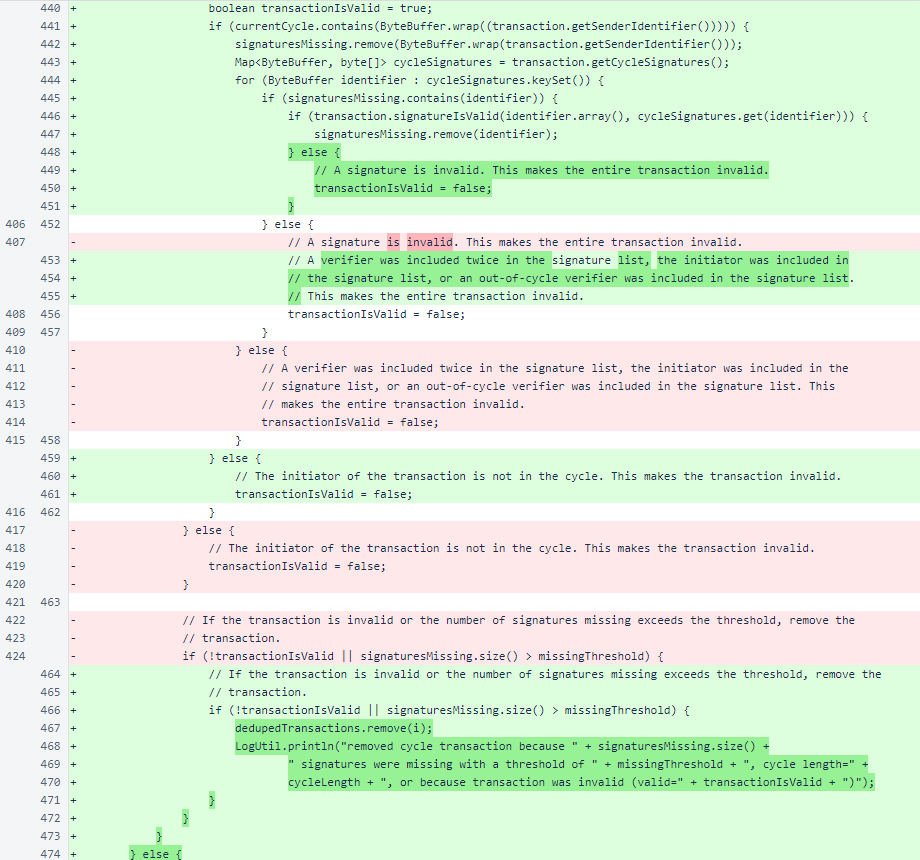 440 + boolean transactionIsValid = true;
441 + if (currentCycle.contains(ByteBuffer.wrap((transaction.getSenderIdentifier())))) {
442 + signaturesMissing.remove(ByteBuffer.wrap(transaction.getSenderIdentifier()));
443 + Map<ByteBuffer, byte[]> cycleSignatures = transaction.getCycleSignatures();
444 + for (ByteBuffer identifier : cycleSignatures.keySet()) {
445 + if (signaturesMissing.contains(identifier)) {
446 + if (transaction.signatureIsValid(identifier.array(), cycleSignatures.get(identifier))) {
447 + signaturesMissing.remove(identifier);
448 + } else {
449 + // A signature is invalid. This makes the entire transaction invalid.
450 + transactionIsValid = false;
451 + }
406 452 } else {
407 - // A signature is invalid. This makes the entire transaction invalid.
453 + // A verifier was included twice in the signature list, the initiator was included in
454 + // the signature list, or an out-of-cycle verifier was included in the signature list.
455 + // This makes the entire transaction invalid.
408 456 transactionIsValid = false;
409 457 }
410 - } else {
411 - // A verifier was included twice in the signature list, the initiator was included in the
412 - // signature list, or an out-of-cycle verifier was included in the signature list. This
413 - // makes the entire transaction invalid.
414 - transactionIsValid = false;
415 458 }
459 + } else {
460 + // The initiator of the transaction is not in the cycle. This makes the transaction invalid.
461 + transactionIsValid = false;
416 462 }
417 - } else {
418 - // The initiator of the transaction is not in the cycle. This makes the transaction invalid.
419 - transactionIsValid = false;
420 - }
421 463
422 - // If the transaction is invalid or the number of signatures missing exceeds the threshold, remove the
423 - // transaction.
424 - if (!transactionIsValid || signaturesMissing.size() > missingThreshold) {
464 + // If the transaction is invalid or the number of signatures missing exceeds the threshold, remove the
465 + // transaction.
466 + if (!transactionIsValid || signaturesMissing.size() > missingThreshold) {
467 + dedupedTransactions.remove(i);
468 + LogUtil.println("removed cycle transaction because " + signaturesMissing.size() +
469 + " signatures were missing with a threshold of " + missingThreshold + ", cycle length=" +
470 + cycleLength + ", or because transaction was invalid (valid=" + transactionIsValid + ")");
471 + }
472 + }
473 + }
474 + } else {